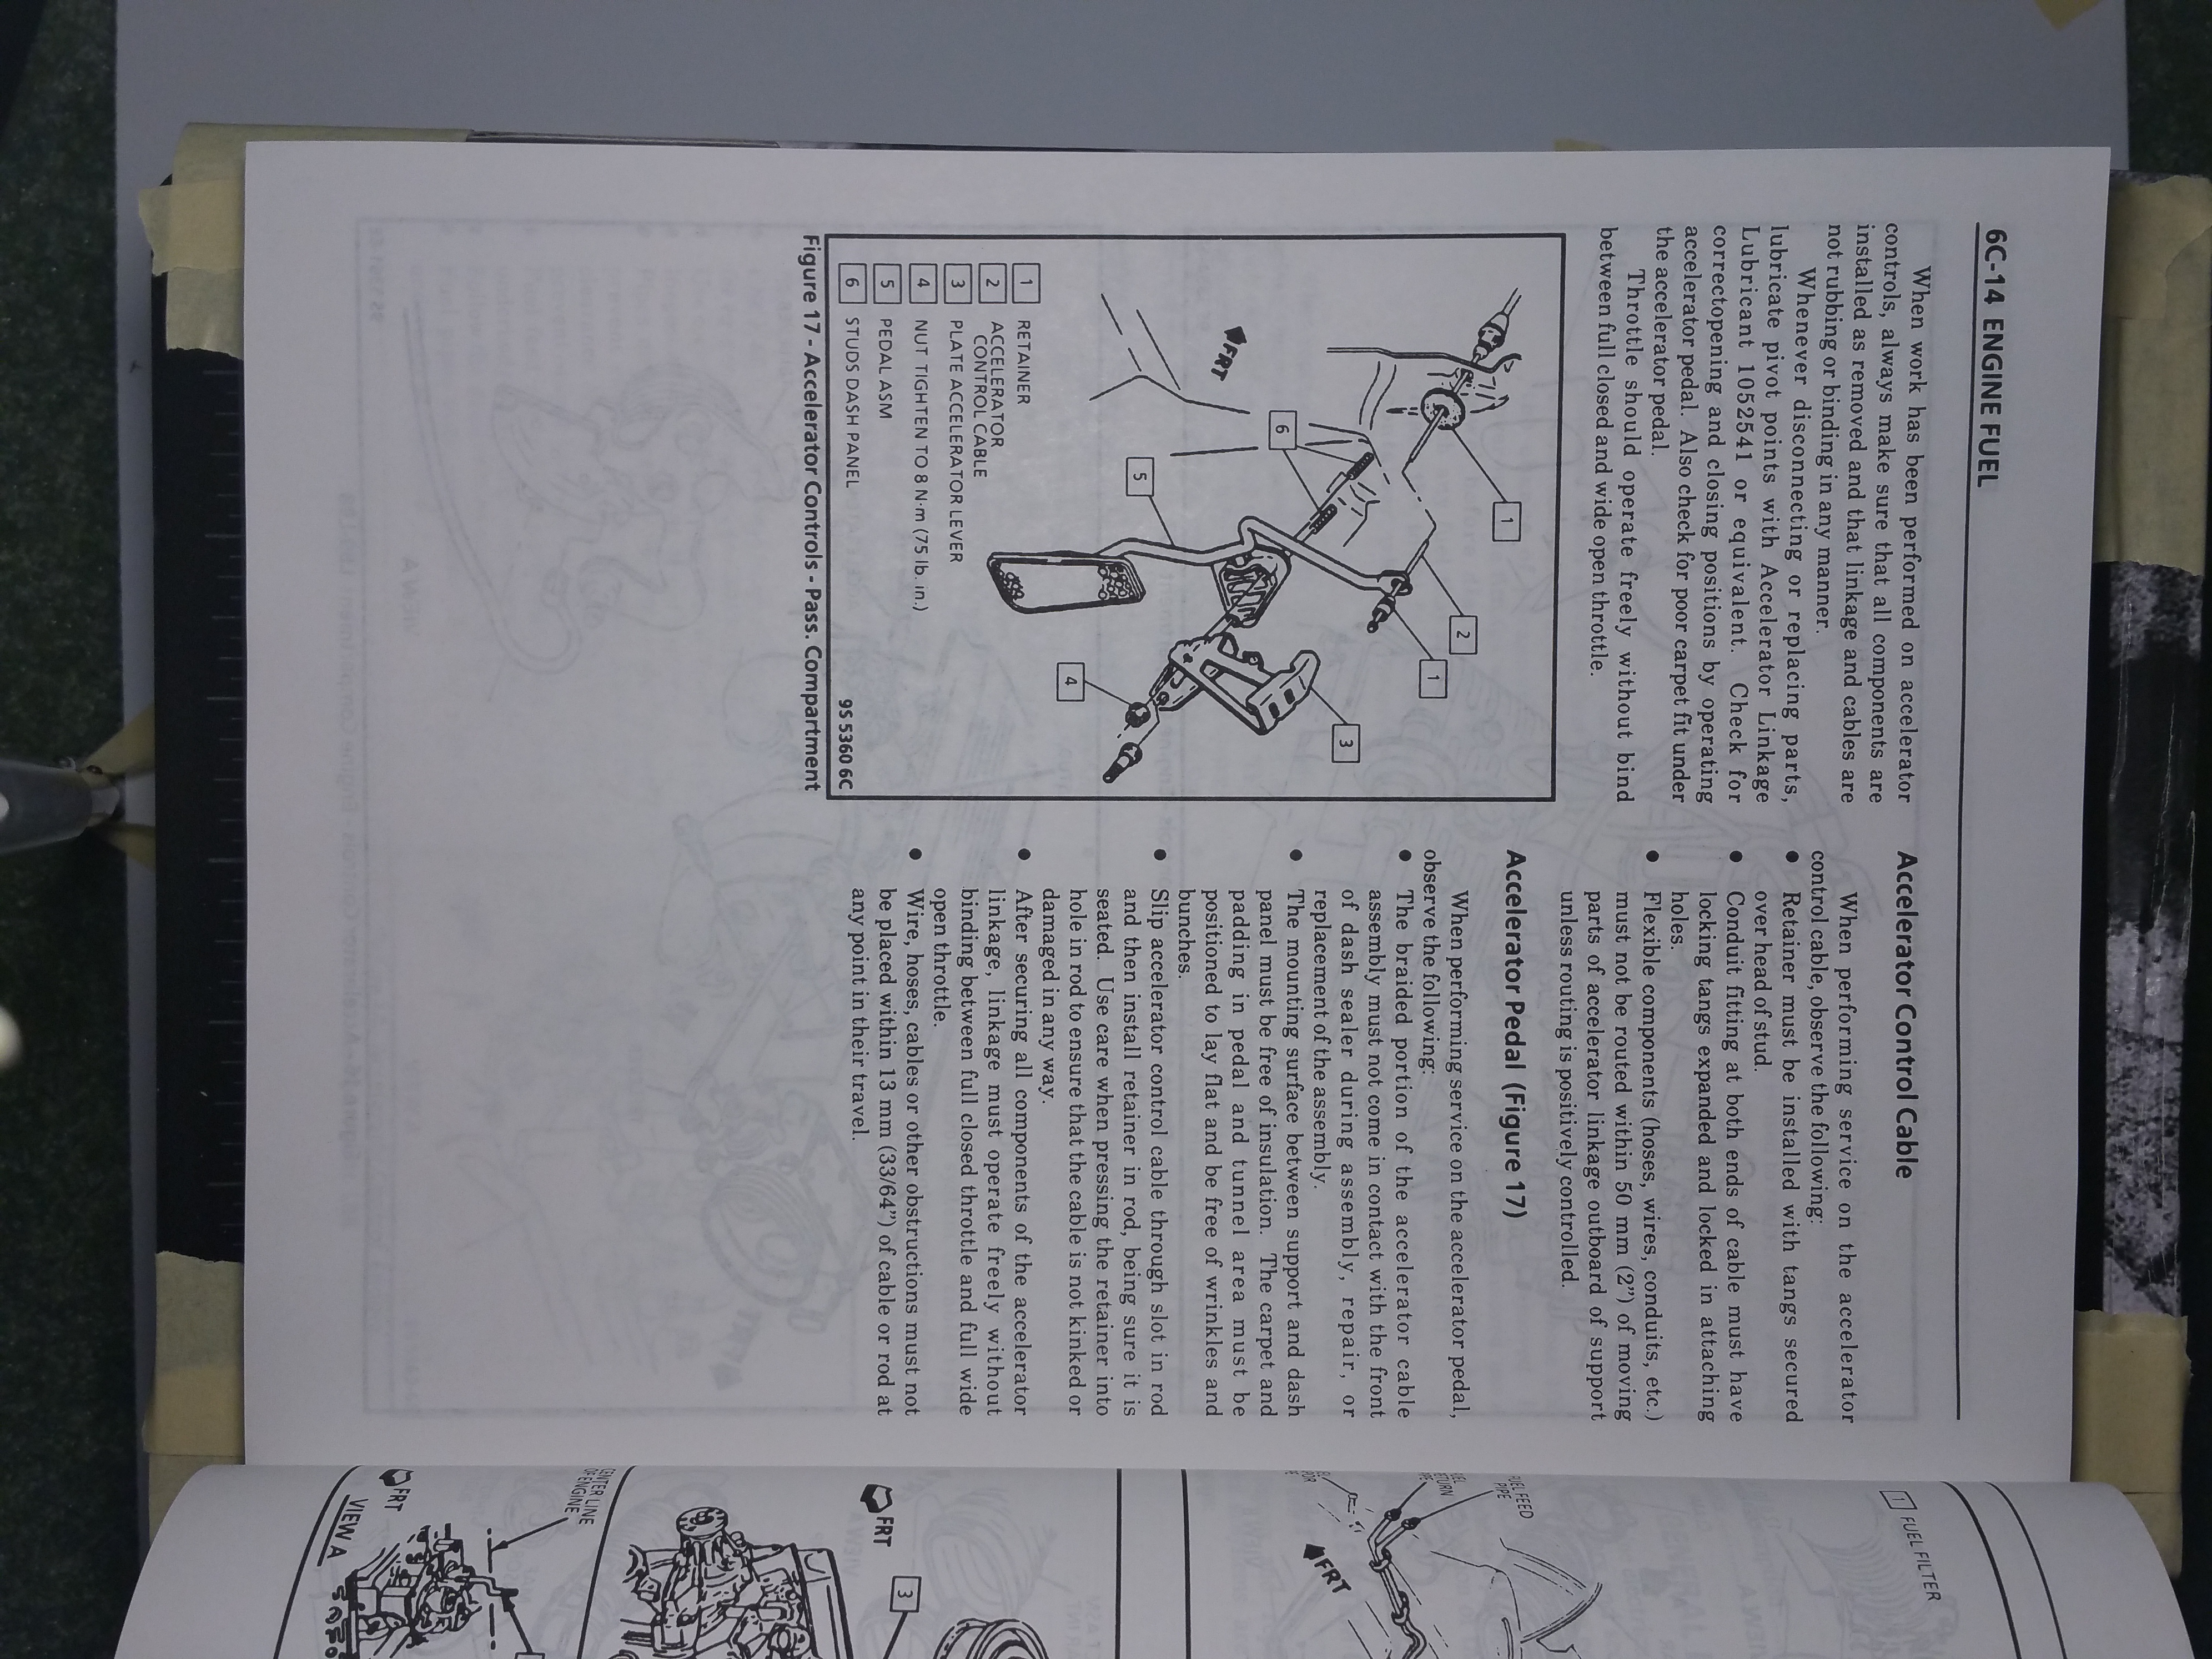 6C-14 ENGINE FUEL
When work has been performed on accelerator
controls, always make sure that all components are
installed as removed and that linkage and cables are
not rubbing or binding in any manner.
Whenever disconnecting or replacing parts,
lubricate pivot points with Accelerator Linkage
Lubricant 1052541 or equivalent. Check for
correctopening and closing positions by operating
accelerator pedal. Also check for poor carpet fit under
the accelerator pedal.
Throttle should operate freely without bind
between full closed and wide open throttle.
1
2
1
3
6
5
4
FRT
1 RETAINER
2 ACCELERATOR
CONTROL CABLE
3 PLATE ACCELERATOR LEVER
4 NUT TIGHTEN TO 8 N·m (75 lb. in.)
5 PEDAL ASM
6 STUDS DASH PANEL
9S 5360 6C
Figure 17 - Accelerator Controls - Pass. Compartment
Accelerator Control Cable
When performing service on the accelerator
control cable, observe the following:
● Retainer must be installed with tangs secured
over head of stud.
● Conduit fitting at both ends of cable must have
locking tangs expanded and locked in attaching
holes.
● Flexible components (hoses, wires, conduits, etc.)
must not be routed within 50 mm (2”) of moving
parts of accelerator linkage outboard of support
unless routing is positively controlled.
Accelerator Pedal (Figure 17)
When performing service on the accelerator pedal,
observe the following:
● The braided portion of the accelerator cable
assembly must not come in contact with the front
of dash sealer during assembly, repair, or
replacement of the assembly.
● The mounting surface between support and dash
panel must be free of insulation. The carpet and
padding in pedal and tunnel area must be
positioned to lay flat and be free of wrinkles and
bunches.
● Slip accelerator control cable through slot in rod
and then install retainer in rod, being sure it is
seated. Use care when pressing the retainer into
hole in rod to ensure that the cable is not kinked or
damaged in any way.
● After securing all components of the accelerator
linkage, linkage must operate freely without
binding between full closed throttle and full wide
open throttle.
● Wire, hoses, cables or other obstructions must not
be placed within 13 mm (33/64”) of cable or rod at
any point in their travel.
1 FUEL FILTER
FEED
PIPE
FRT
FRT
3
CENTER LINE
OF ENGINE
FRT
VIEW A